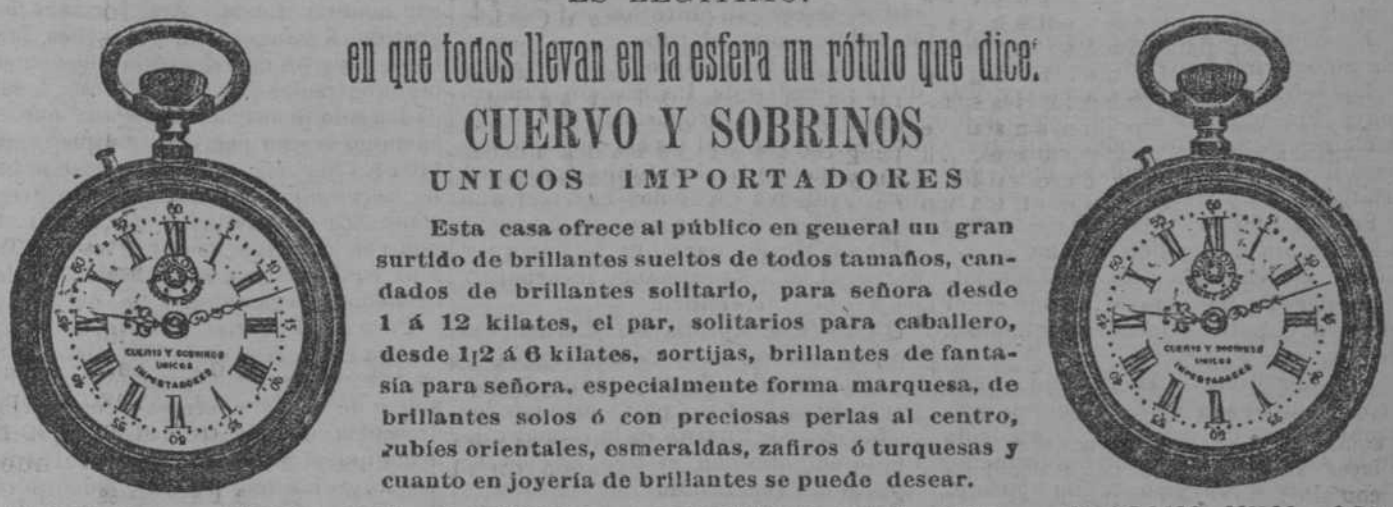 ES LEGITIMO?
en que todos llevan en la esfera un rótulo que dice:
CUERVO Y SOBRINOS
UNICOS IMPORTADORES
Esta casa ofrece al público en general un gran
surtido de brillantes sueltos de todos tamaños, can-
dados de brillantes solitario, para señora desde
1 á 12 kilates, el par, solitarios para caballero,
desde 1¡2 á 6 kilates, sortijas, brillantes de fanta-
sía para señora, especialmente forma marquesa, de
brillantes solos ó con preciosas perlas al centro,
rubíes orientales, esmeraldas, zafiros ó turquesas y
cuanto en joyería de brillantes se puede desear.
CUERVO Y SOBRINOS
UNICOS
IMPORTADORES
CUERVO Y SOBRINOS
UNICOS
IMPORTADORES